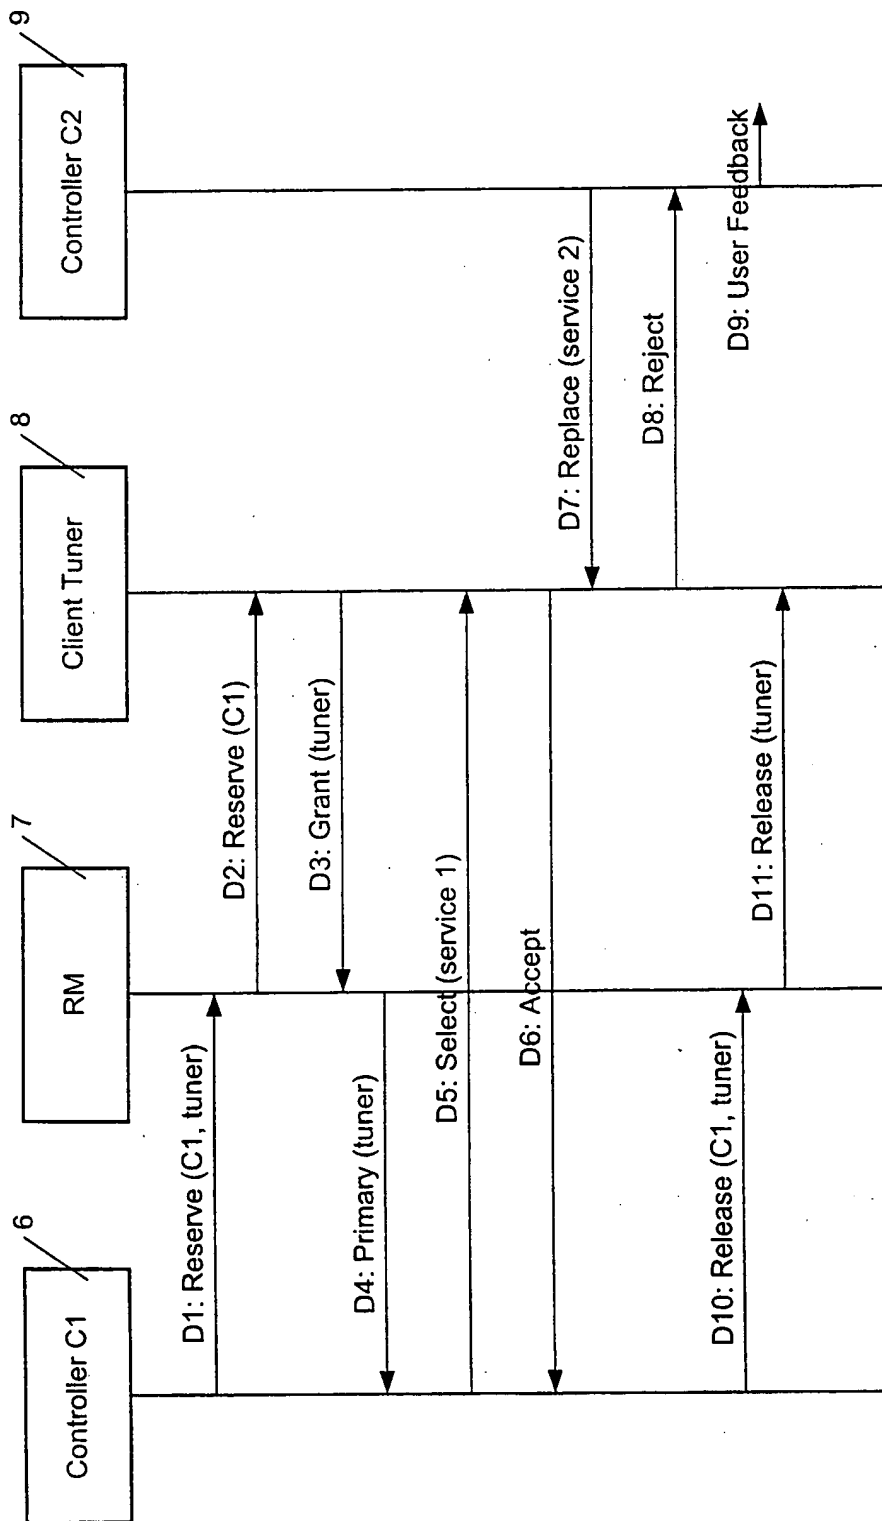 6
Controller C1
7
RM
8
Client Tuner
9
Controller C2
D1: Reserve (C1, tuner)
D2: Reserve (C1)
D3: Grant (tuner)
D4: Primary (tuner)
D5: Select (service 1)
D6: Accept
D7: Replace (service 2)
D8: Reject
D9: User Feedback
D10: Release (C1, tuner)
D11: Release (tuner)